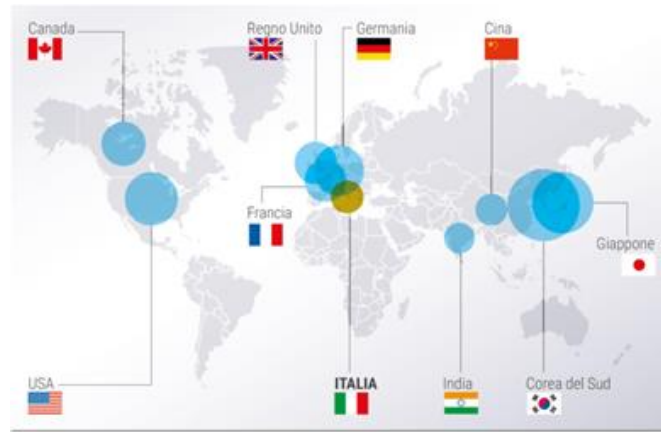 Canada
Regno Unito
Germania
Cina
Francia
Giappone
USA
ITALIA
India
Corea del Sud